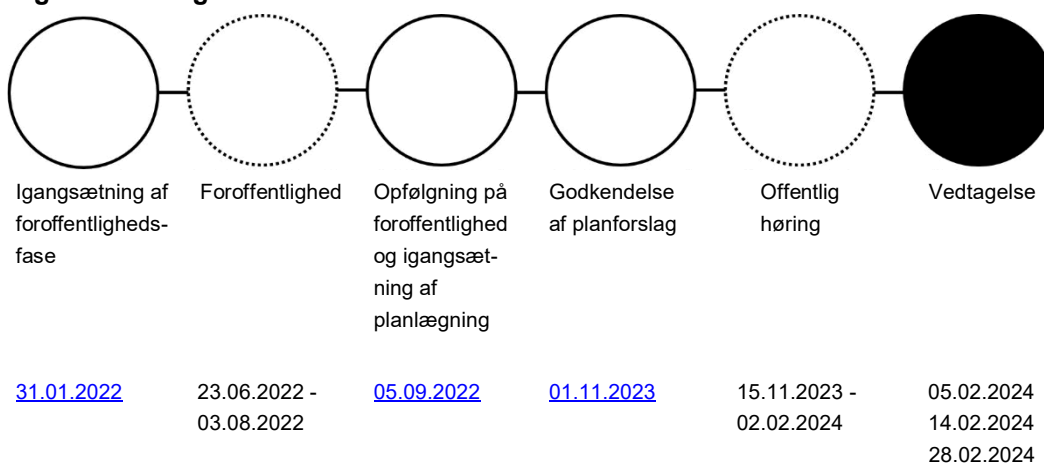 Igangsætning af
foroffentligheds-
fase
Foroffentlighed
Opfølgning på
foroffentlighed
og igangsæt-
ning af
planlægning
Godkendelse
af planforslag
Offentlig
høring
Vedtagelse
31.01.2022
23.06.2022 -
03.08.2022
05.09.2022
01.11.2023
15.11.2023 -
02.02.2024
05.02.2024
14.02.2024
28.02.2024